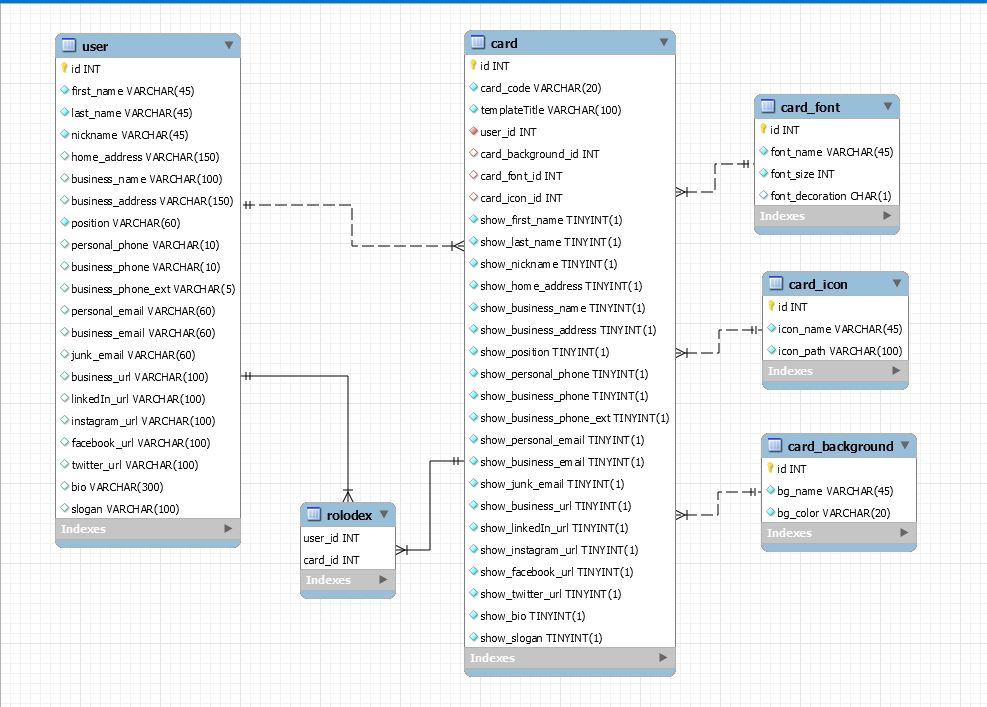 user
id INT
first_name VARCHAR(45)
last_name VARCHAR(45)
nickname VARCHAR(45)
home_address VARCHAR(150)
business_name VARCHAR(100)
business_address VARCHAR(150)
position VARCHAR(60)
personal_phone VARCHAR(10)
business_phone VARCHAR(10)
business_phone_ext VARCHAR(5)
personal_email VARCHAR(60)
business_email VARCHAR(60)
junk_email VARCHAR(60)
business_url VARCHAR(100)
linkedIn_url VARCHAR(100)
instagram_url VARCHAR(100)
facebook_url VARCHAR(100)
twitter_url VARCHAR(100)
bio VARCHAR(300)
slogan VARCHAR(100)
Indexes
rolodex
user_id INT
card_id INT
Indexes
card
id INT
card_code VARCHAR(20)
templateTitle VARCHAR(100)
user_id INT
card_background_id INT
card_font_id INT
card_icon_id INT
show_first_name TINYINT(1)
show_last_name TINYINT(1)
show_nickname TINYINT(1)
show_home_address TINYINT(1)
show_business_name TINYINT(1)
show_business_address TINYINT(1)
show_position TINYINT(1)
show_personal_phone TINYINT(1)
show_business_phone TINYINT(1)
show_business_phone_ext TINYINT(1)
show_personal_email TINYINT(1)
show_business_email TINYINT(1)
show_junk_email TINYINT(1)
show_business_url TINYINT(1)
show_linkedIn_url TINYINT(1)
show_instagram_url TINYINT(1)
show_facebook_url TINYINT(1)
show_twitter_url TINYINT(1)
show_bio TINYINT(1)
show_slogan TINYINT(1)
Indexes
card_font
id INT
font_name VARCHAR(45)
font_size INT
font_decoration CHAR(1)
Indexes
card_icon
id INT
icon_name VARCHAR(45)
icon_path VARCHAR(100)
Indexes
card_background
id INT
bg_name VARCHAR(45)
bg_color VARCHAR(20)
Indexes